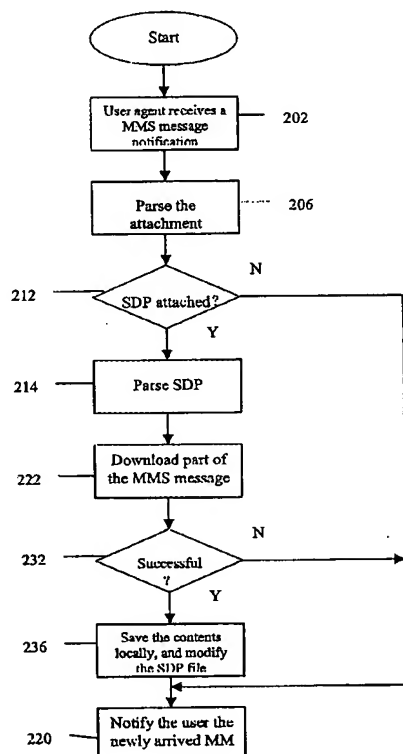 Start
User agent receives a
MMS message
notification
202
Parse the
attachment
206
N
212
SDP attached?
Y
214
Parse SDP
Download part of
the MMS message
222
N
232
Successful
?
Y
236
Save the contents
locally, and modify
the SDP file
220
Notify the user the
newly arrived MM